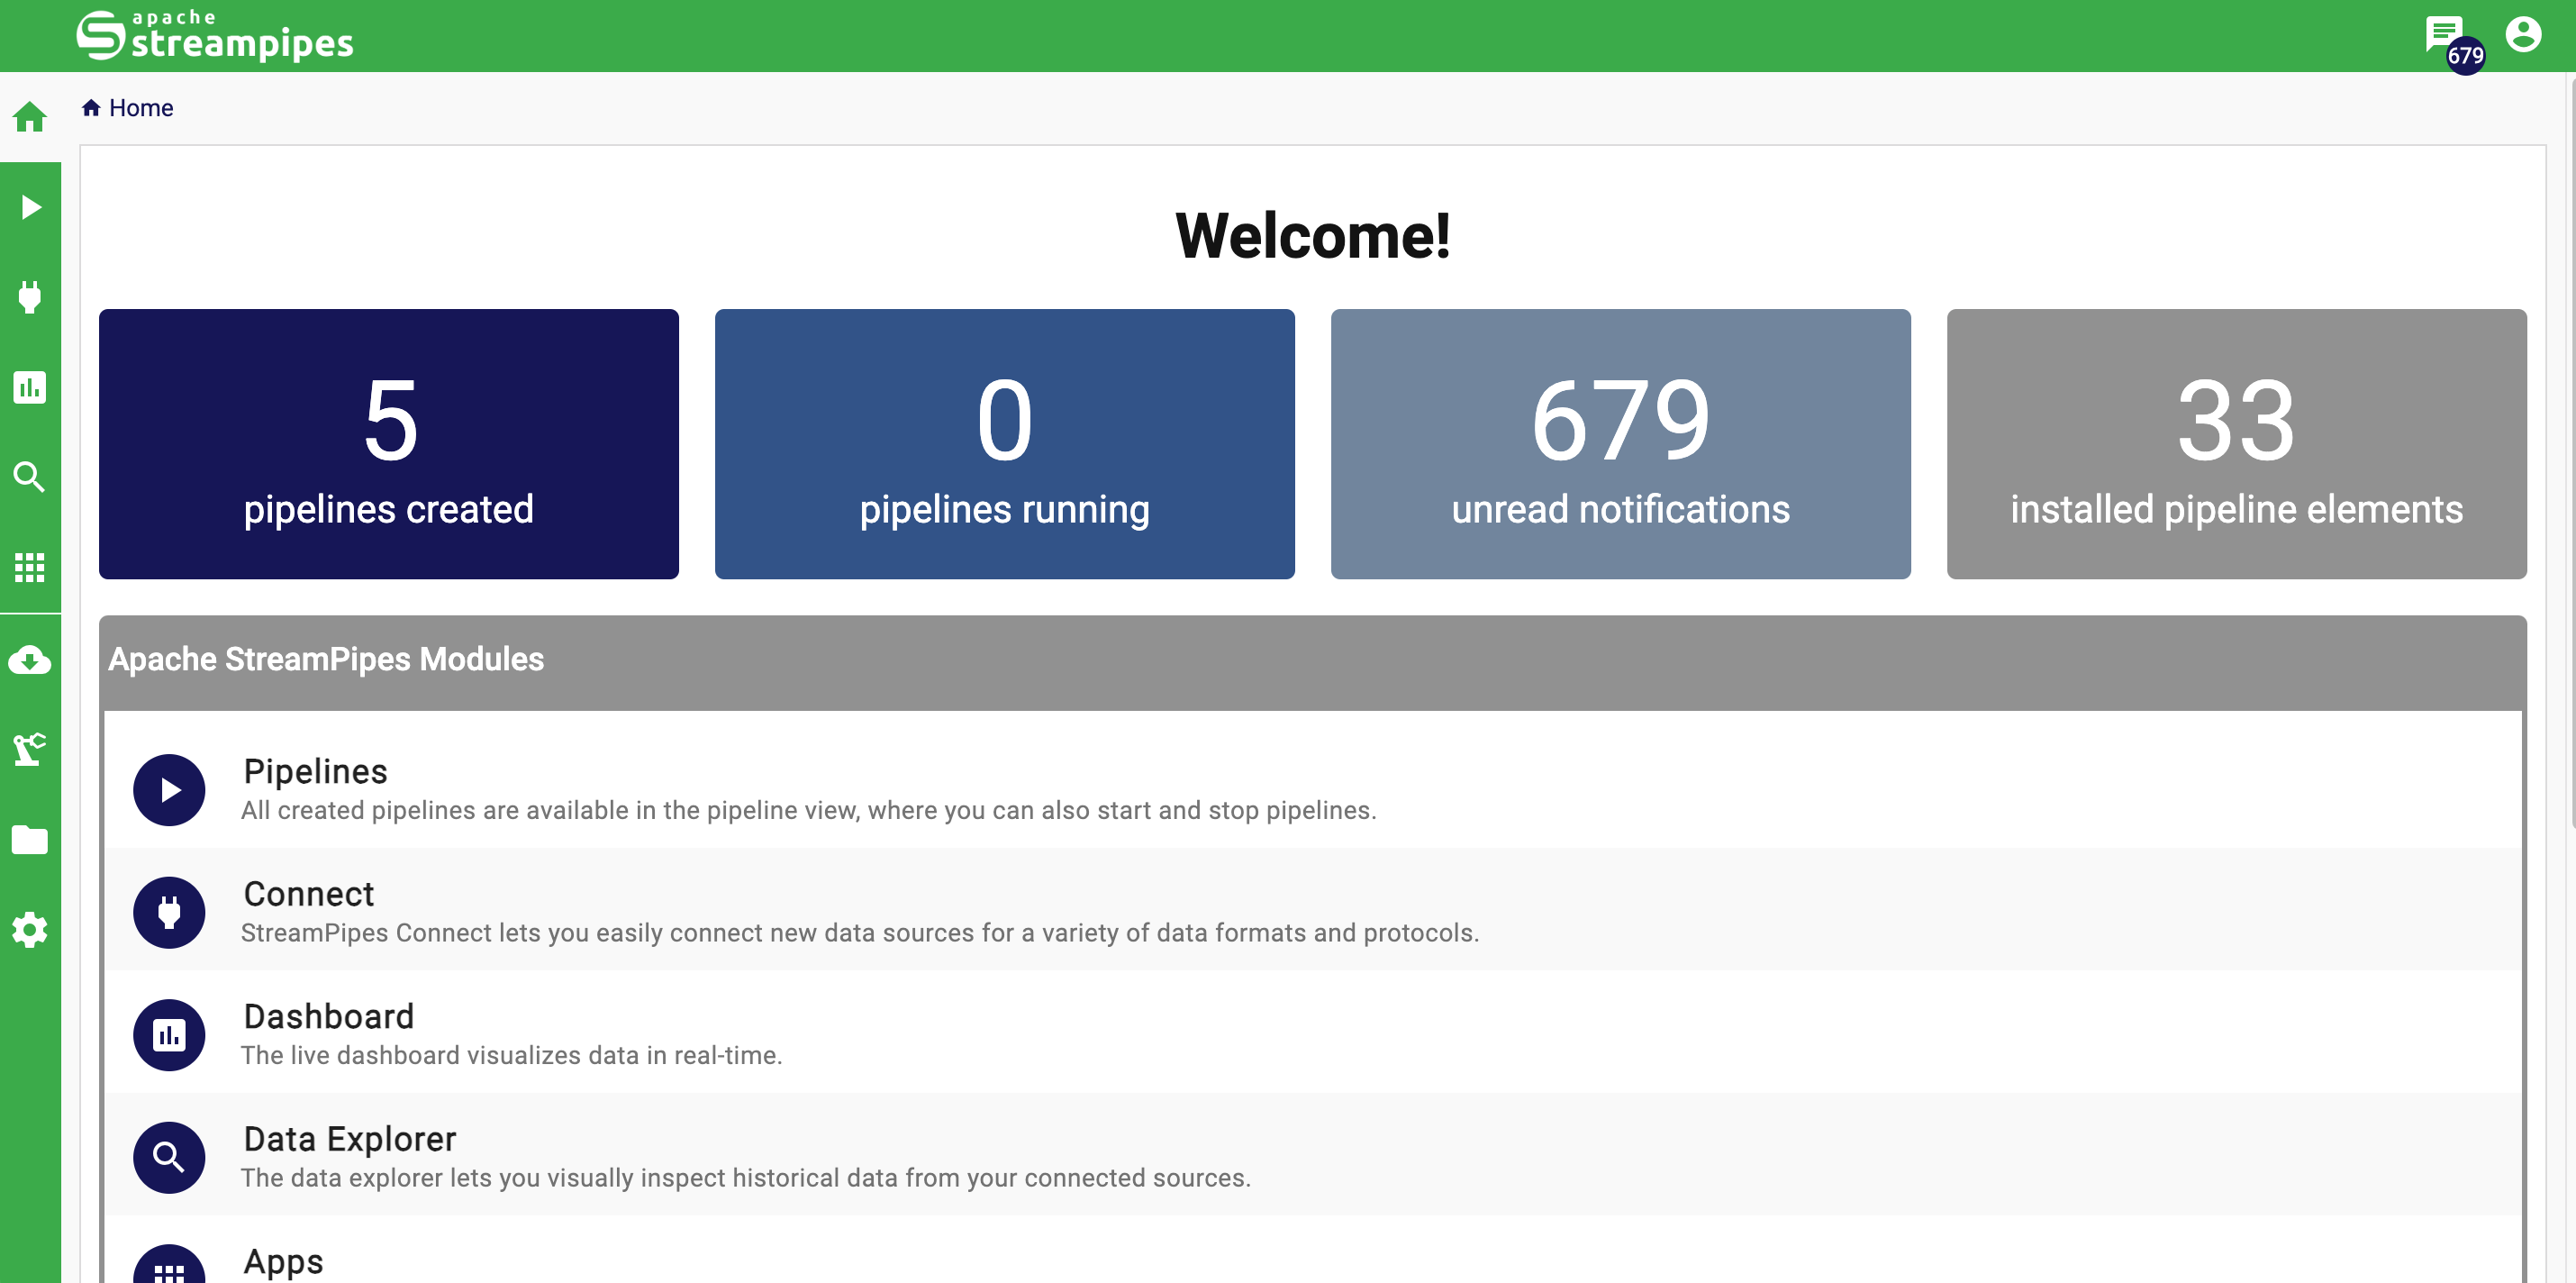 apache
streampipes
679
Home
Welcome!
5
pipelines created
0
pipelines running
679
unread notifications
33
installed pipeline elements
Apache StreamPipes Modules
Pipelines
All created pipelines are available in the pipeline view, where you can also start and stop pipelines.
Connect
StreamPipes Connect lets you easily connect new data sources for a variety of data formats and protocols.
Dashboard
The live dashboard visualizes data in real-time.
Data Explorer
The data explorer lets you visually inspect historical data from your connected sources.
Apps